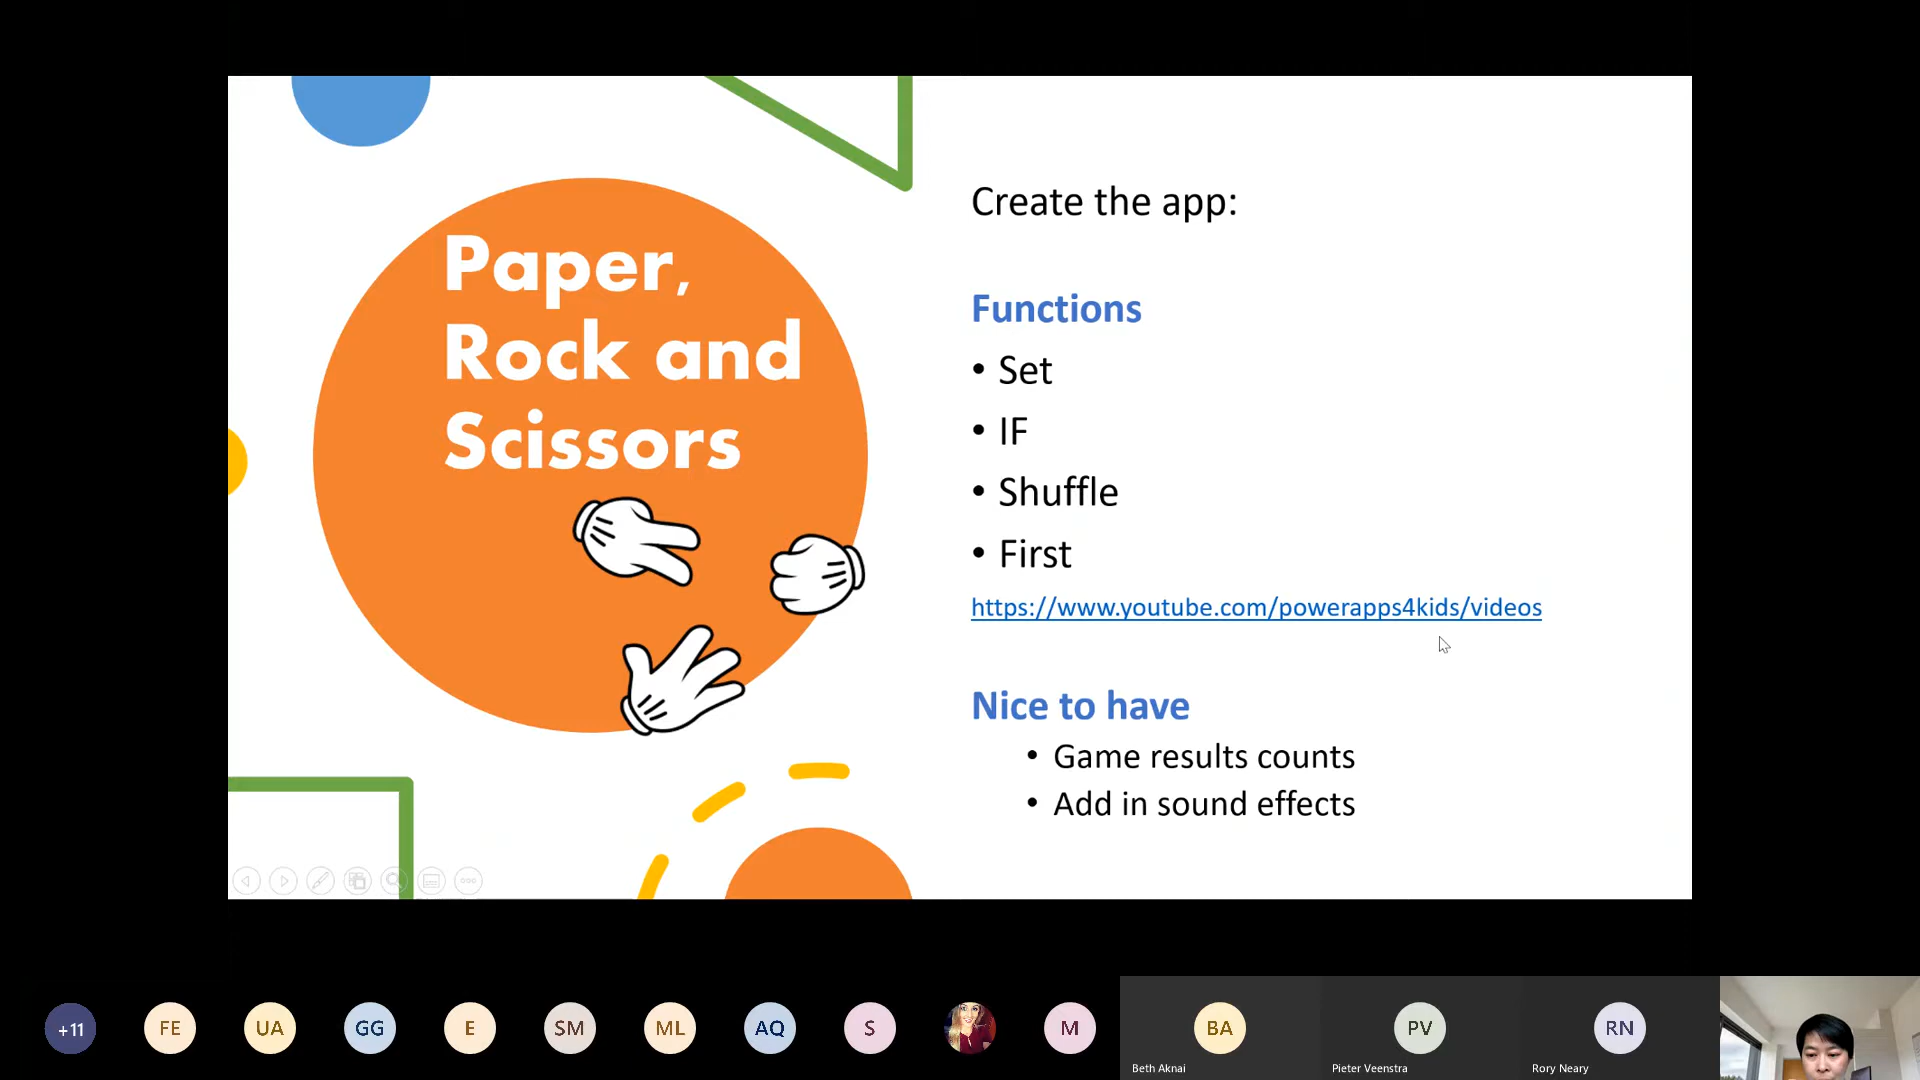 Paper,
Rock and
Scissors
Create the app:
Functions
• Set
• IF
• Shuffle
• First
https://www.youtube.com/powerapps4kids/videos
Nice to have
• Game results counts
• Add in sound effects
+11
FE
UA
GG
E
SM
ML
AQ
S
M
BA
PV
RN
Beth Aknai
Pieter Veenstra
Rory Neary